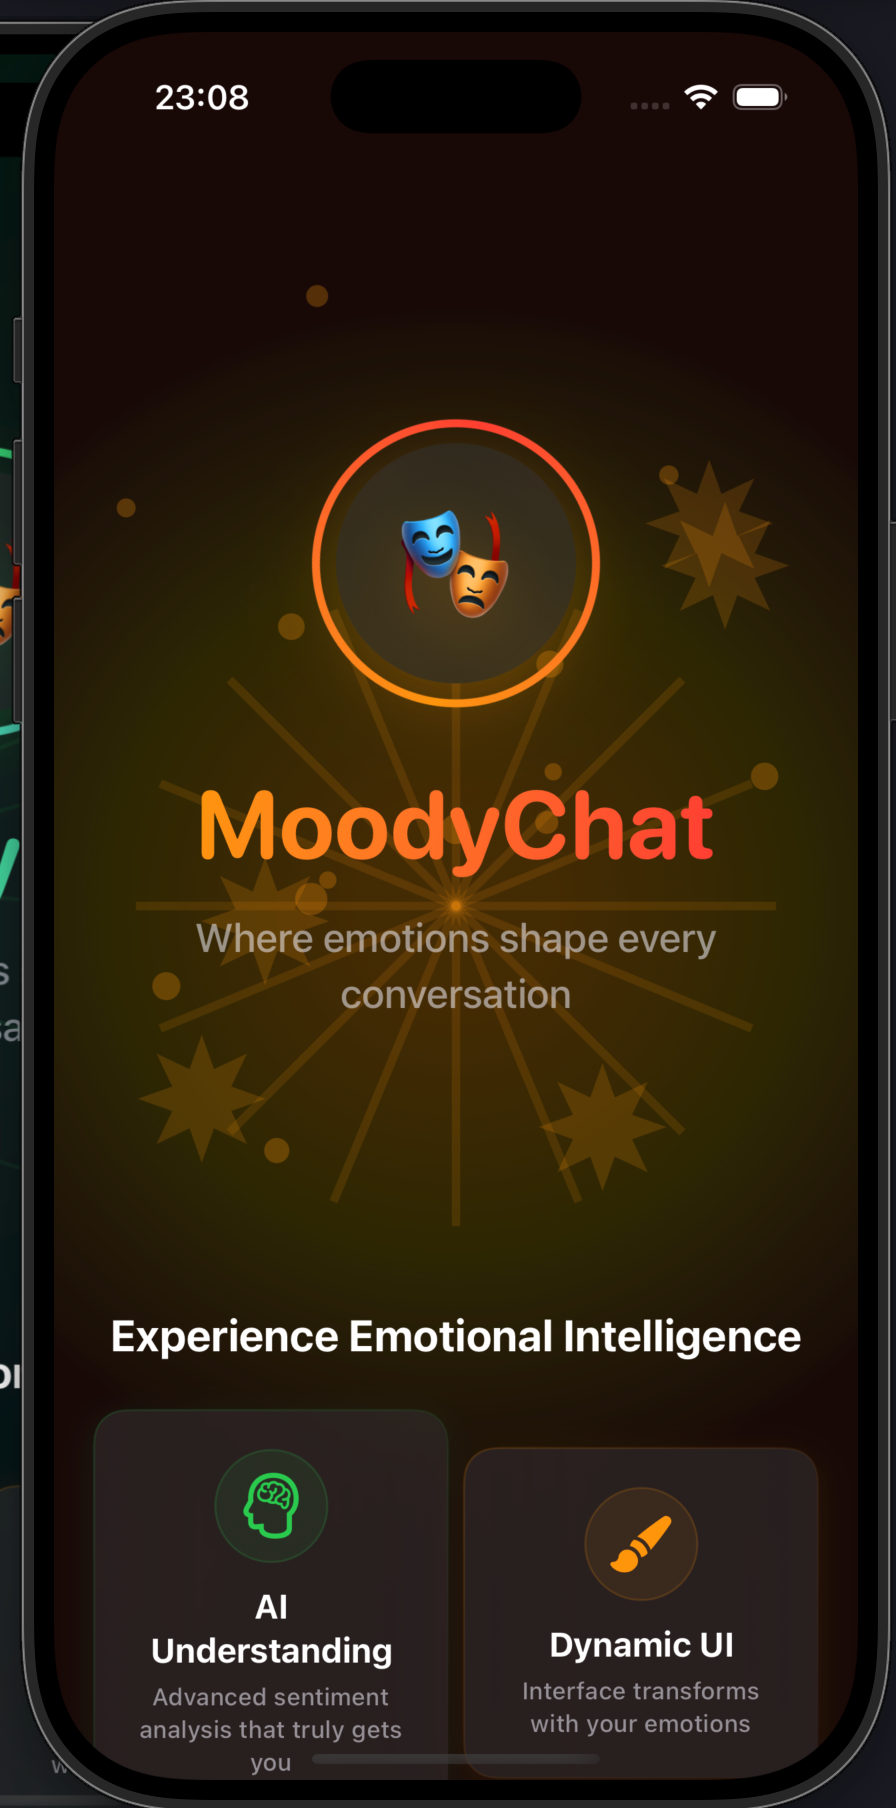 23:08
MoodyChat
Where emotions shape every
conversation
Experience Emotional Intelligence
AI
Understanding
Advanced sentiment
analysis that truly gets
you
Dynamic UI
Interface transforms
with your emotions